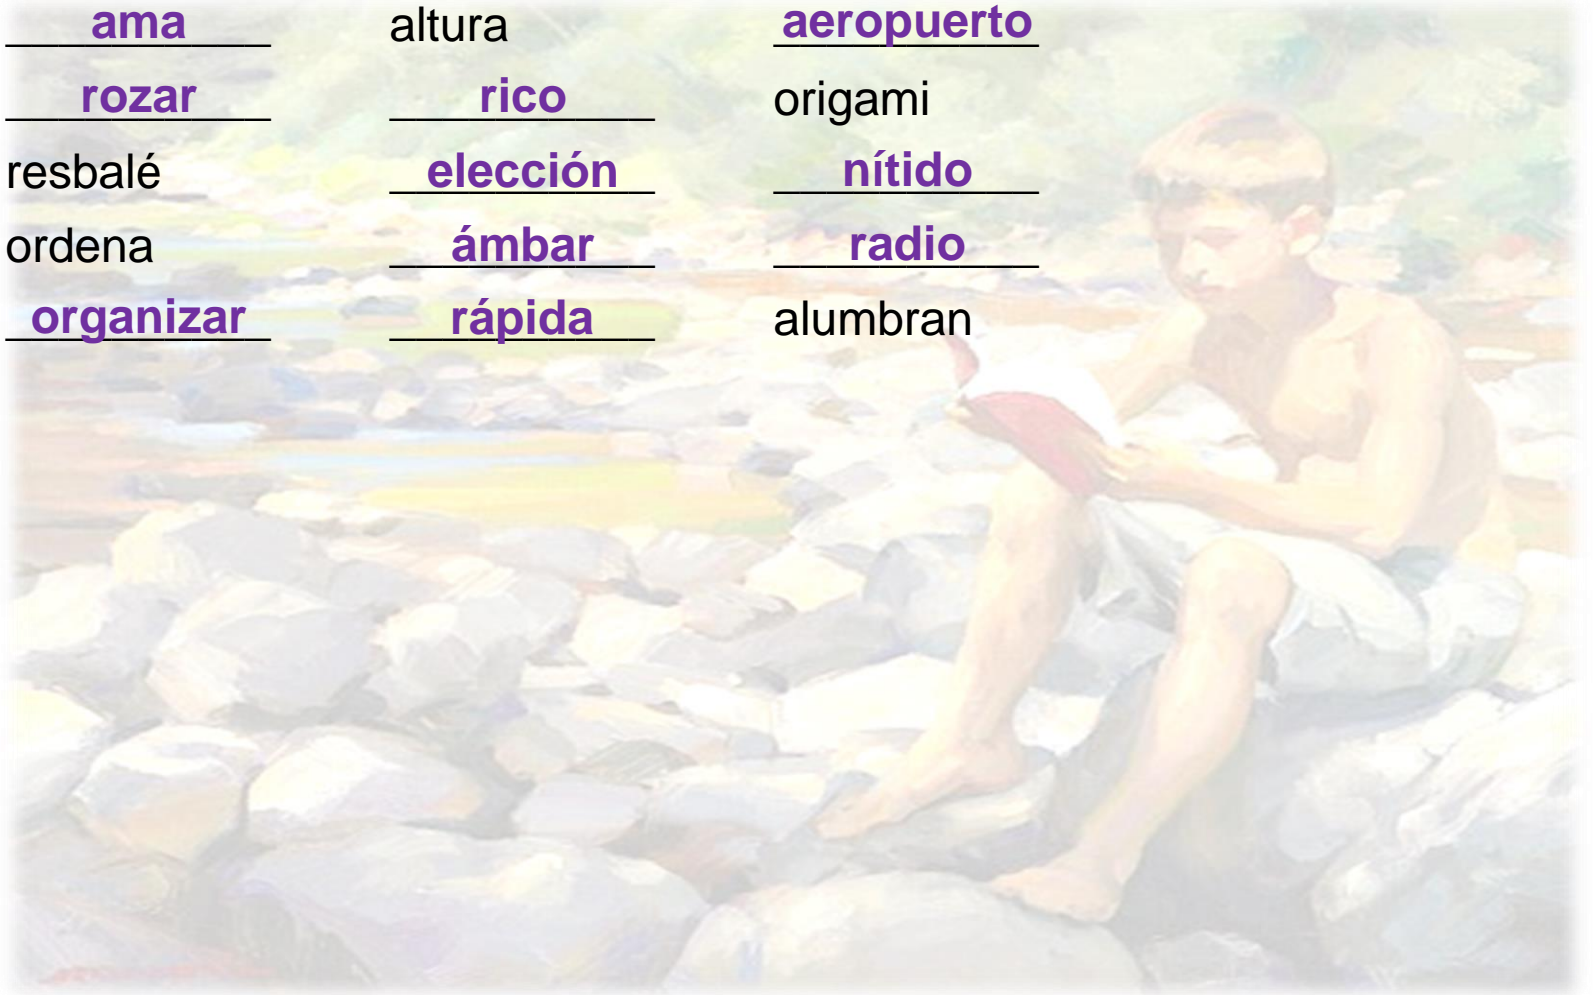 ama altura aeropuerto
rozar rico origami
resbalé elección nítido
ordena ámbar radio
organizar rápida alumbran